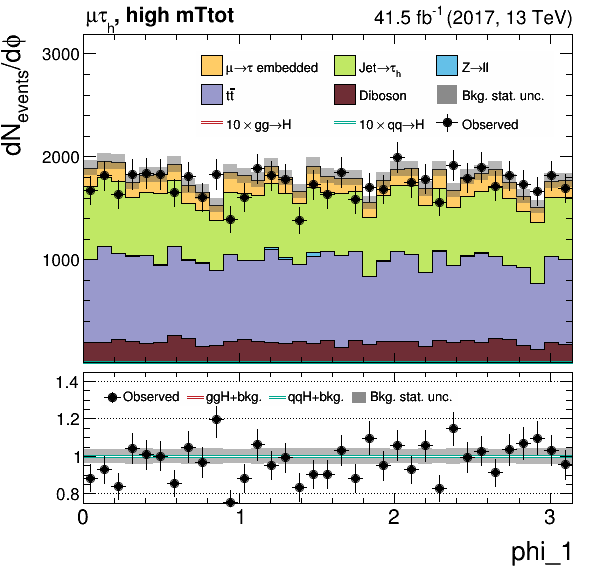 μτh, high mTtot 41.5 fb-1 (2017, 13 TeV)
dNevents/dϕ
3000
μ→τ embedded Jet→τh Z→ll
tt̄ Diboson Bkg. stat. unc.
10 × gg→H 10 × qq→H Observed
2000
1000
1.4
Observed ggH+bkg. qqH+bkg. Bkg. stat. unc.
1.2
1
0.8
0 1 2 3
phi_1